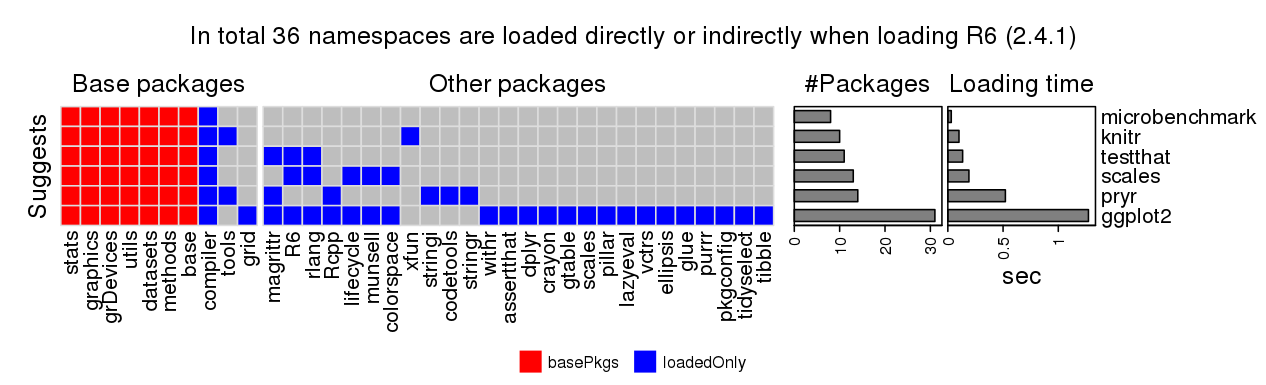 In total 36 namespaces are loaded directly or indirectly when loading R6 (2.4.1)
Base packages
Other packages
#Packages
Loading time
Suggests
microbenchmark
knitr
testthat
scales
pryr
ggplot2
stats
graphics
grDevices
utils
datasets
methods
base
compiler
tools
grid
magrittr
R6
rlang
Rcpp
lifecycle
munsell
colorspace
xfun
stringi
codetools
stringr
withr
assertthat
dplyr
crayon
gtable
scales
pillar
lazyeval
vctrs
ellipsis
glue
purrr
pkgconfig
tidyselect
tibble
0
10
20
30
0
0.5
1
sec
basePkgs
loadedOnly